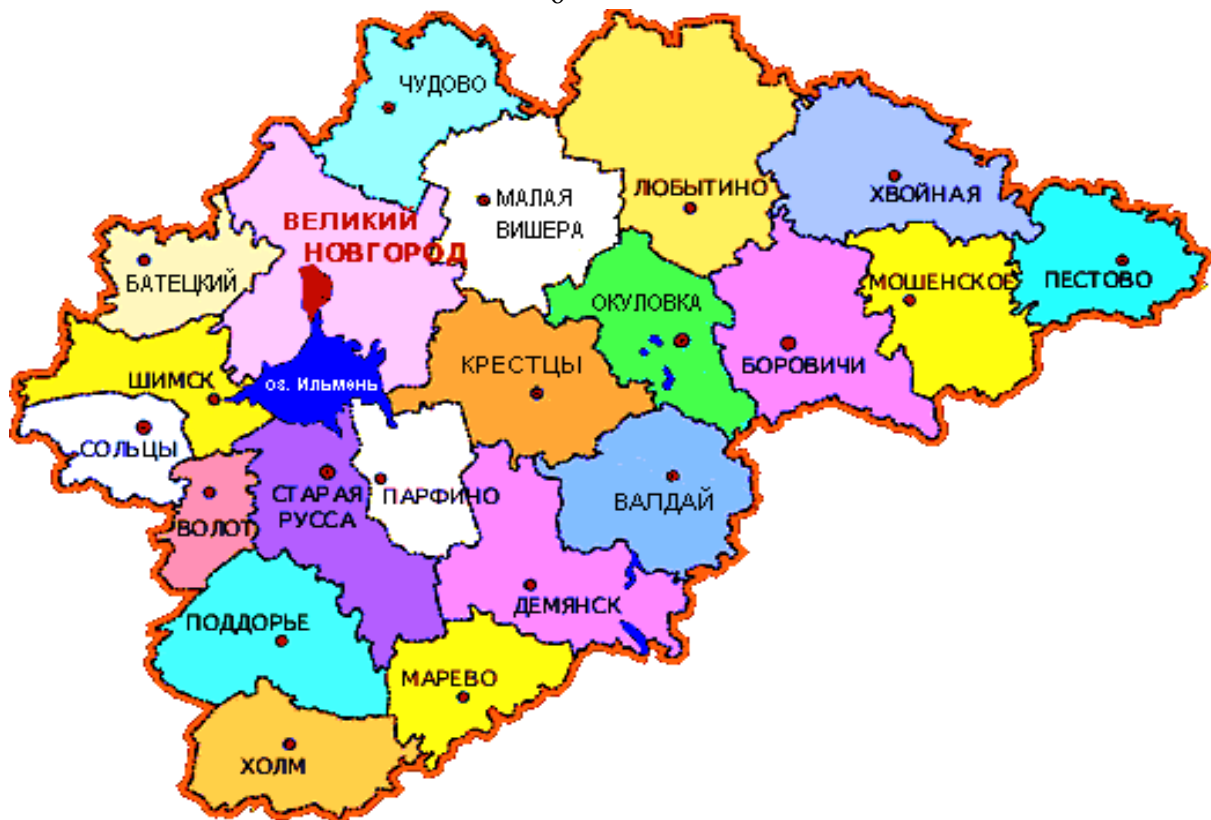 ЧУДОВО
МАЛАЯ
ВИШЕРА
ЛЮБЫТИНО
ХВОЙНАЯ
ВЕЛИКИЙ
НОВГОРОД
БАТЕЦКИЙ
МОШЕНСКОЕ
ПЕСТОВО
ОКУЛОВКА
КРЕСТЦЫ
БОРОВИЧИ
ШИМСК
оз. Ильмень
СОЛЬЦЫ
СТАРАЯ
РУССА
ПАРФИНО
ВАЛДАЙ
ВОЛОТ
ДЕМЯНСК
ПОДДОРЬЕ
МАРЕВО
ХОЛМ